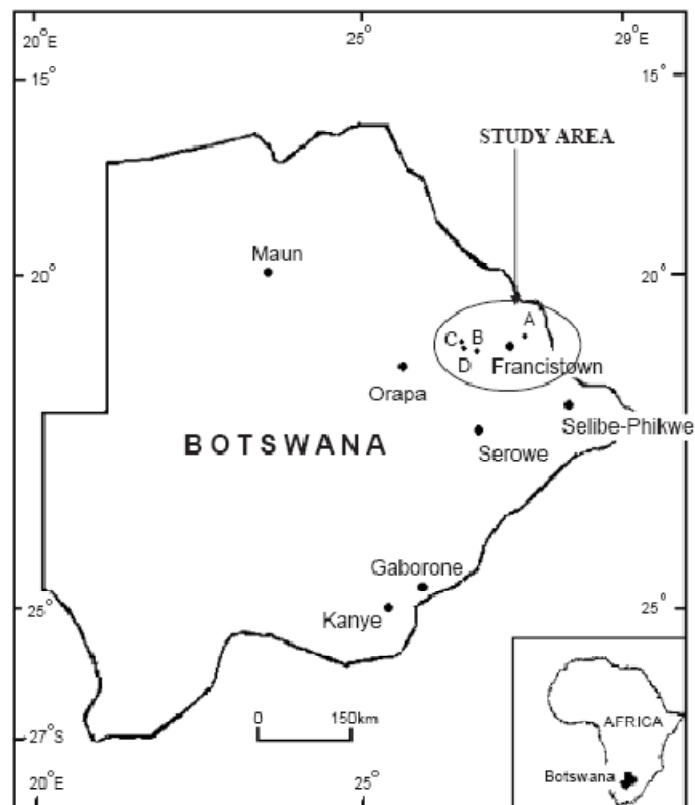 20°E 25° 29°E
15° 15°
STUDY AREA
Maun
20° 20°
A
C B
D Francistown
Orapa
Selibe-Phikwe
BOTSWANA
Serowe
Gaborone
25° 25°
Kanye
0 150km
AFRICA
27°S
Botswana
20°E 25°